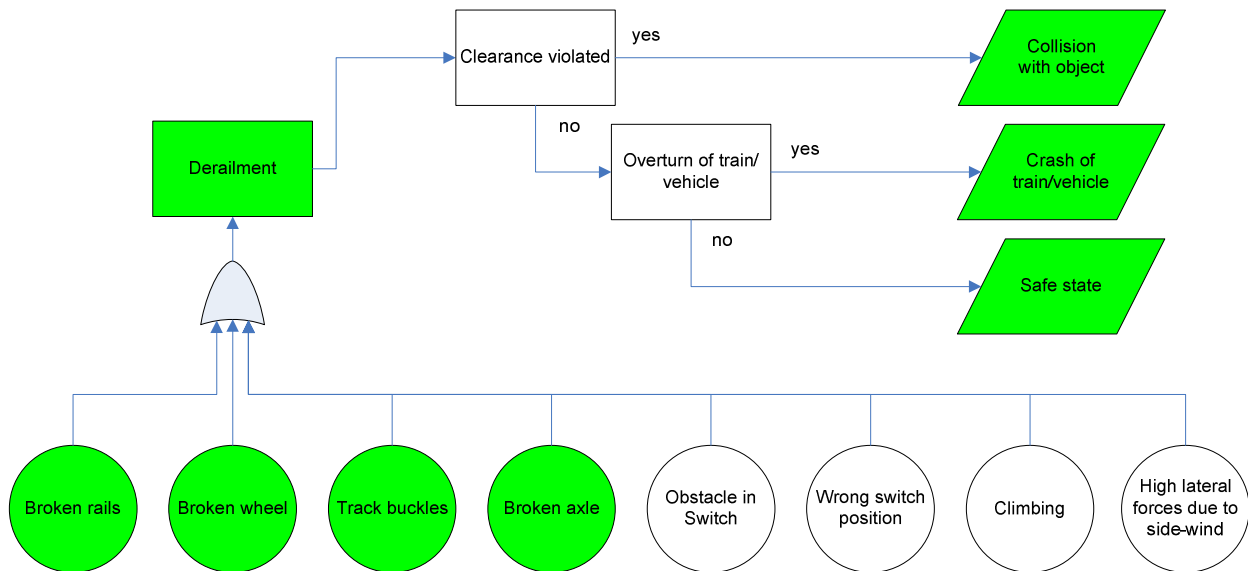 Clearance violated
yes
Collision
with object
no
Derailment
Overturn of train/
vehicle
yes
Crash of
train/vehicle
no
Safe state
Broken rails
Broken wheel
Track buckles
Broken axle
Obstacle in
Switch
Wrong switch
position
Climbing
High lateral
forces due to
side-wind